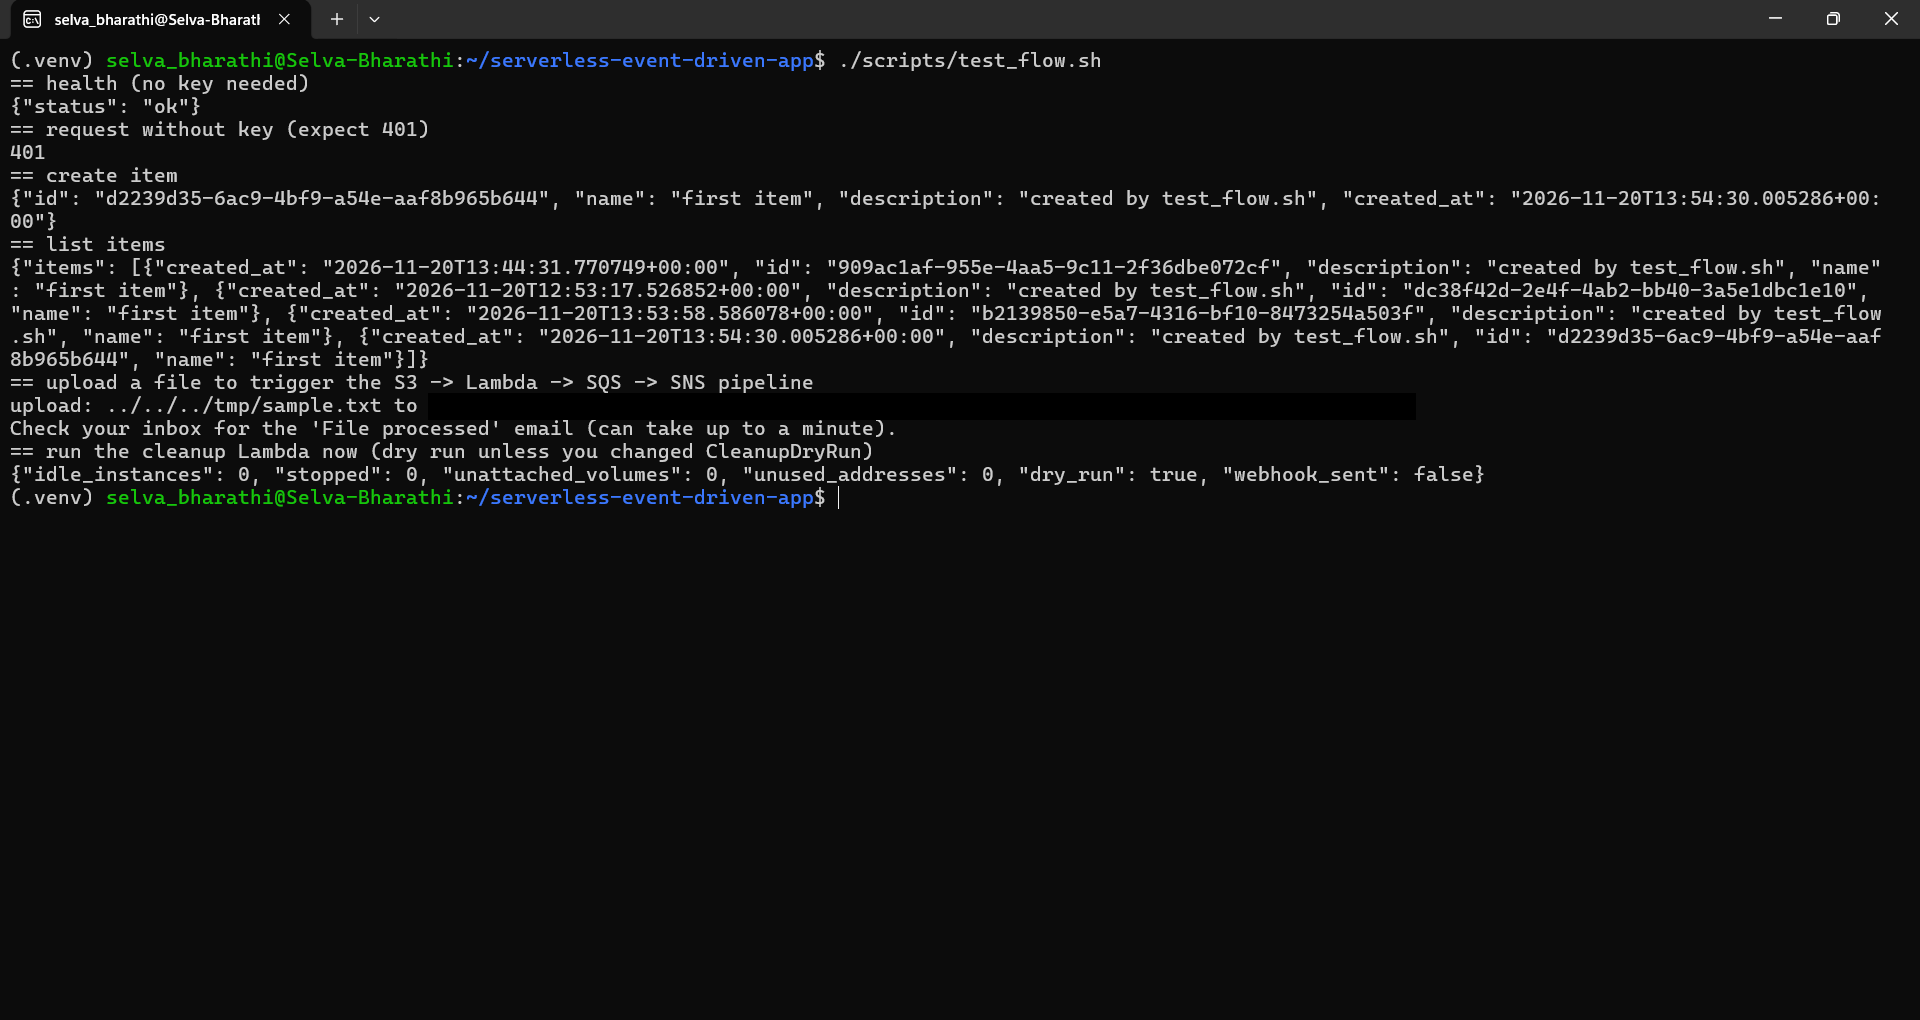 selva_bharathi@Selva-Bharatl
(.venv) selva_bharathi@Selva-Bharathi:~/serverless-event-driven-app$ ./scripts/test_flow.sh
== health (no key needed)
{"status": "ok"}
== request without key (expect 401)
401
== create item
{"id": "d2239d35-6ac9-4bf9-a54e-aaf8b965b644", "name": "first item", "description": "created by test_flow.sh", "created_at": "2026-11-20T13:54:30.005286+00:
00"}
== list items
{"items": [{"created_at": "2026-11-20T13:44:31.770749+00:00", "id": "909ac1af-955e-4aa5-9c11-2f36dbe072cf", "description": "created by test_flow.sh", "name"
: "first item"}, {"created_at": "2026-11-20T12:53:17.526852+00:00", "description": "created by test_flow.sh", "id": "dc38f42d-2e4f-4ab2-bb40-3a5e1dbc1e10",
"name": "first item"}, {"created_at": "2026-11-20T13:53:58.586078+00:00", "id": "b2139850-e5a7-4316-bf10-8473254a503f", "description": "created by test_flow
.sh", "name": "first item"}, {"created_at": "2026-11-20T13:54:30.005286+00:00", "description": "created by test_flow.sh", "id": "d2239d35-6ac9-4bf9-a54e-aaf
8b965b644", "name": "first item"}]}
== upload a file to trigger the S3 -> Lambda -> SQS -> SNS pipeline
upload: ../../../tmp/sample.txt to
Check your inbox for the 'File processed' email (can take up to a minute).
== run the cleanup Lambda now (dry run unless you changed CleanupDryRun)
{"idle_instances": 0, "stopped": 0, "unattached_volumes": 0, "unused_addresses": 0, "dry_run": true, "webhook_sent": false}
(.venv) selva_bharathi@Selva-Bharathi:~/serverless-event-driven-app$